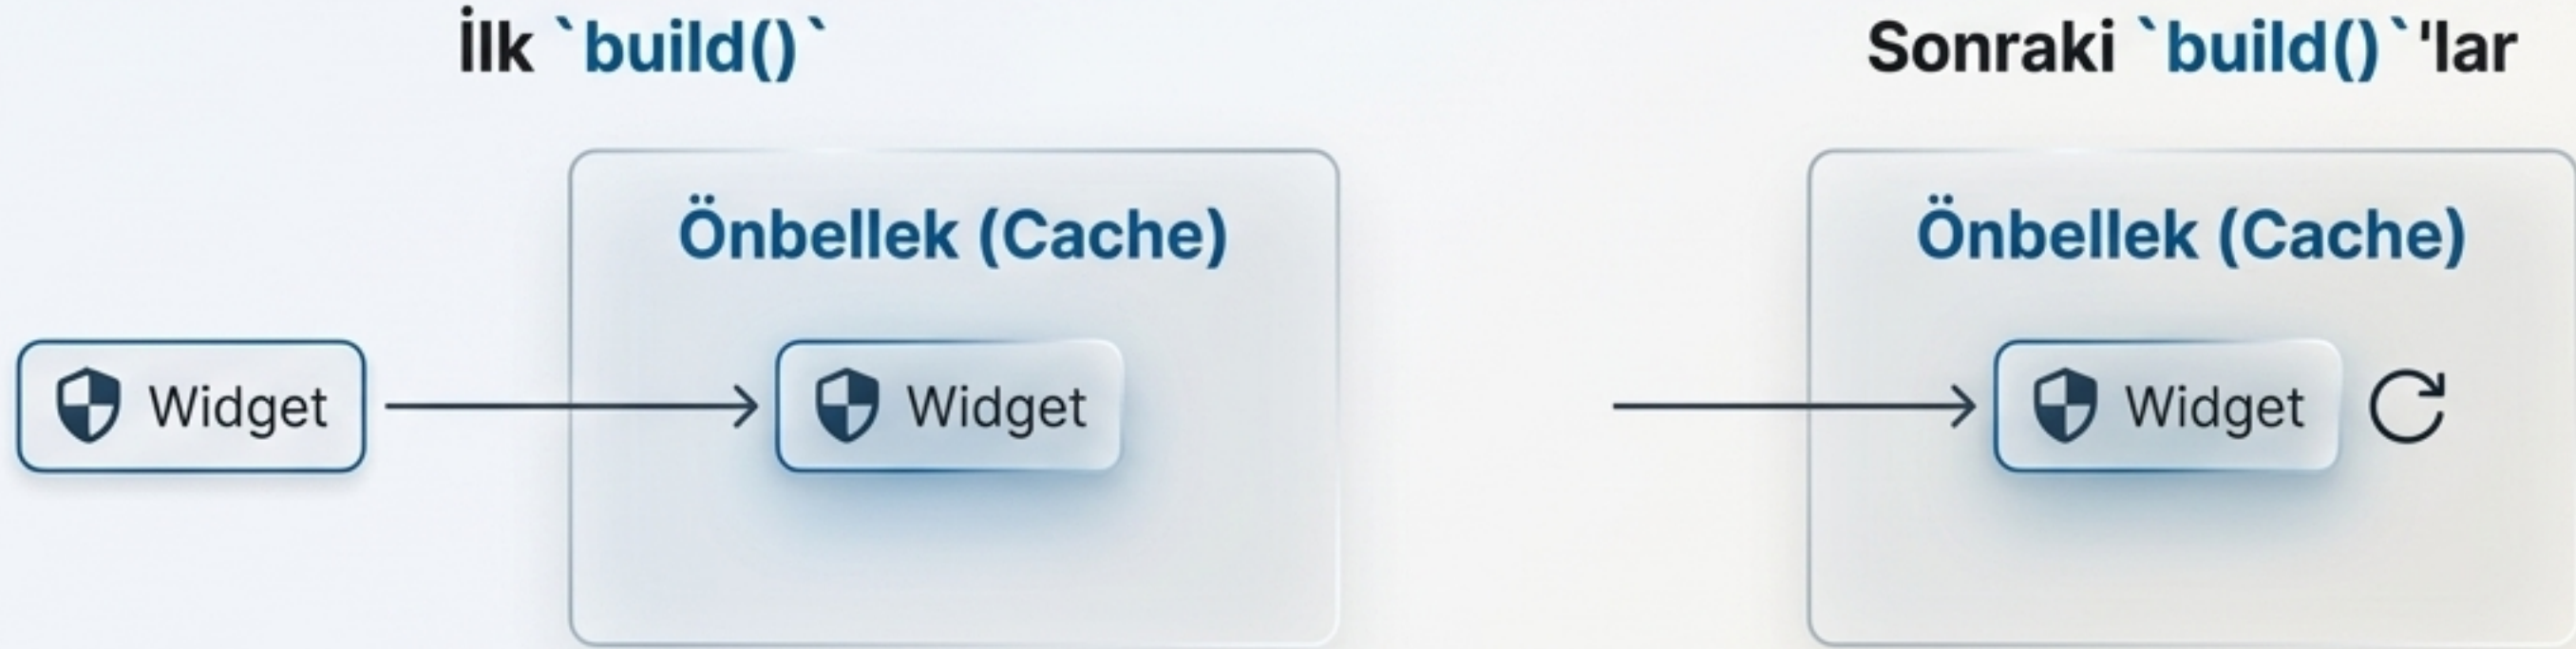 İlk `build()`
Sonraki `build()`'lar
Önbellek (Cache)
Önbellek (Cache)
Widget
Widget
Widget